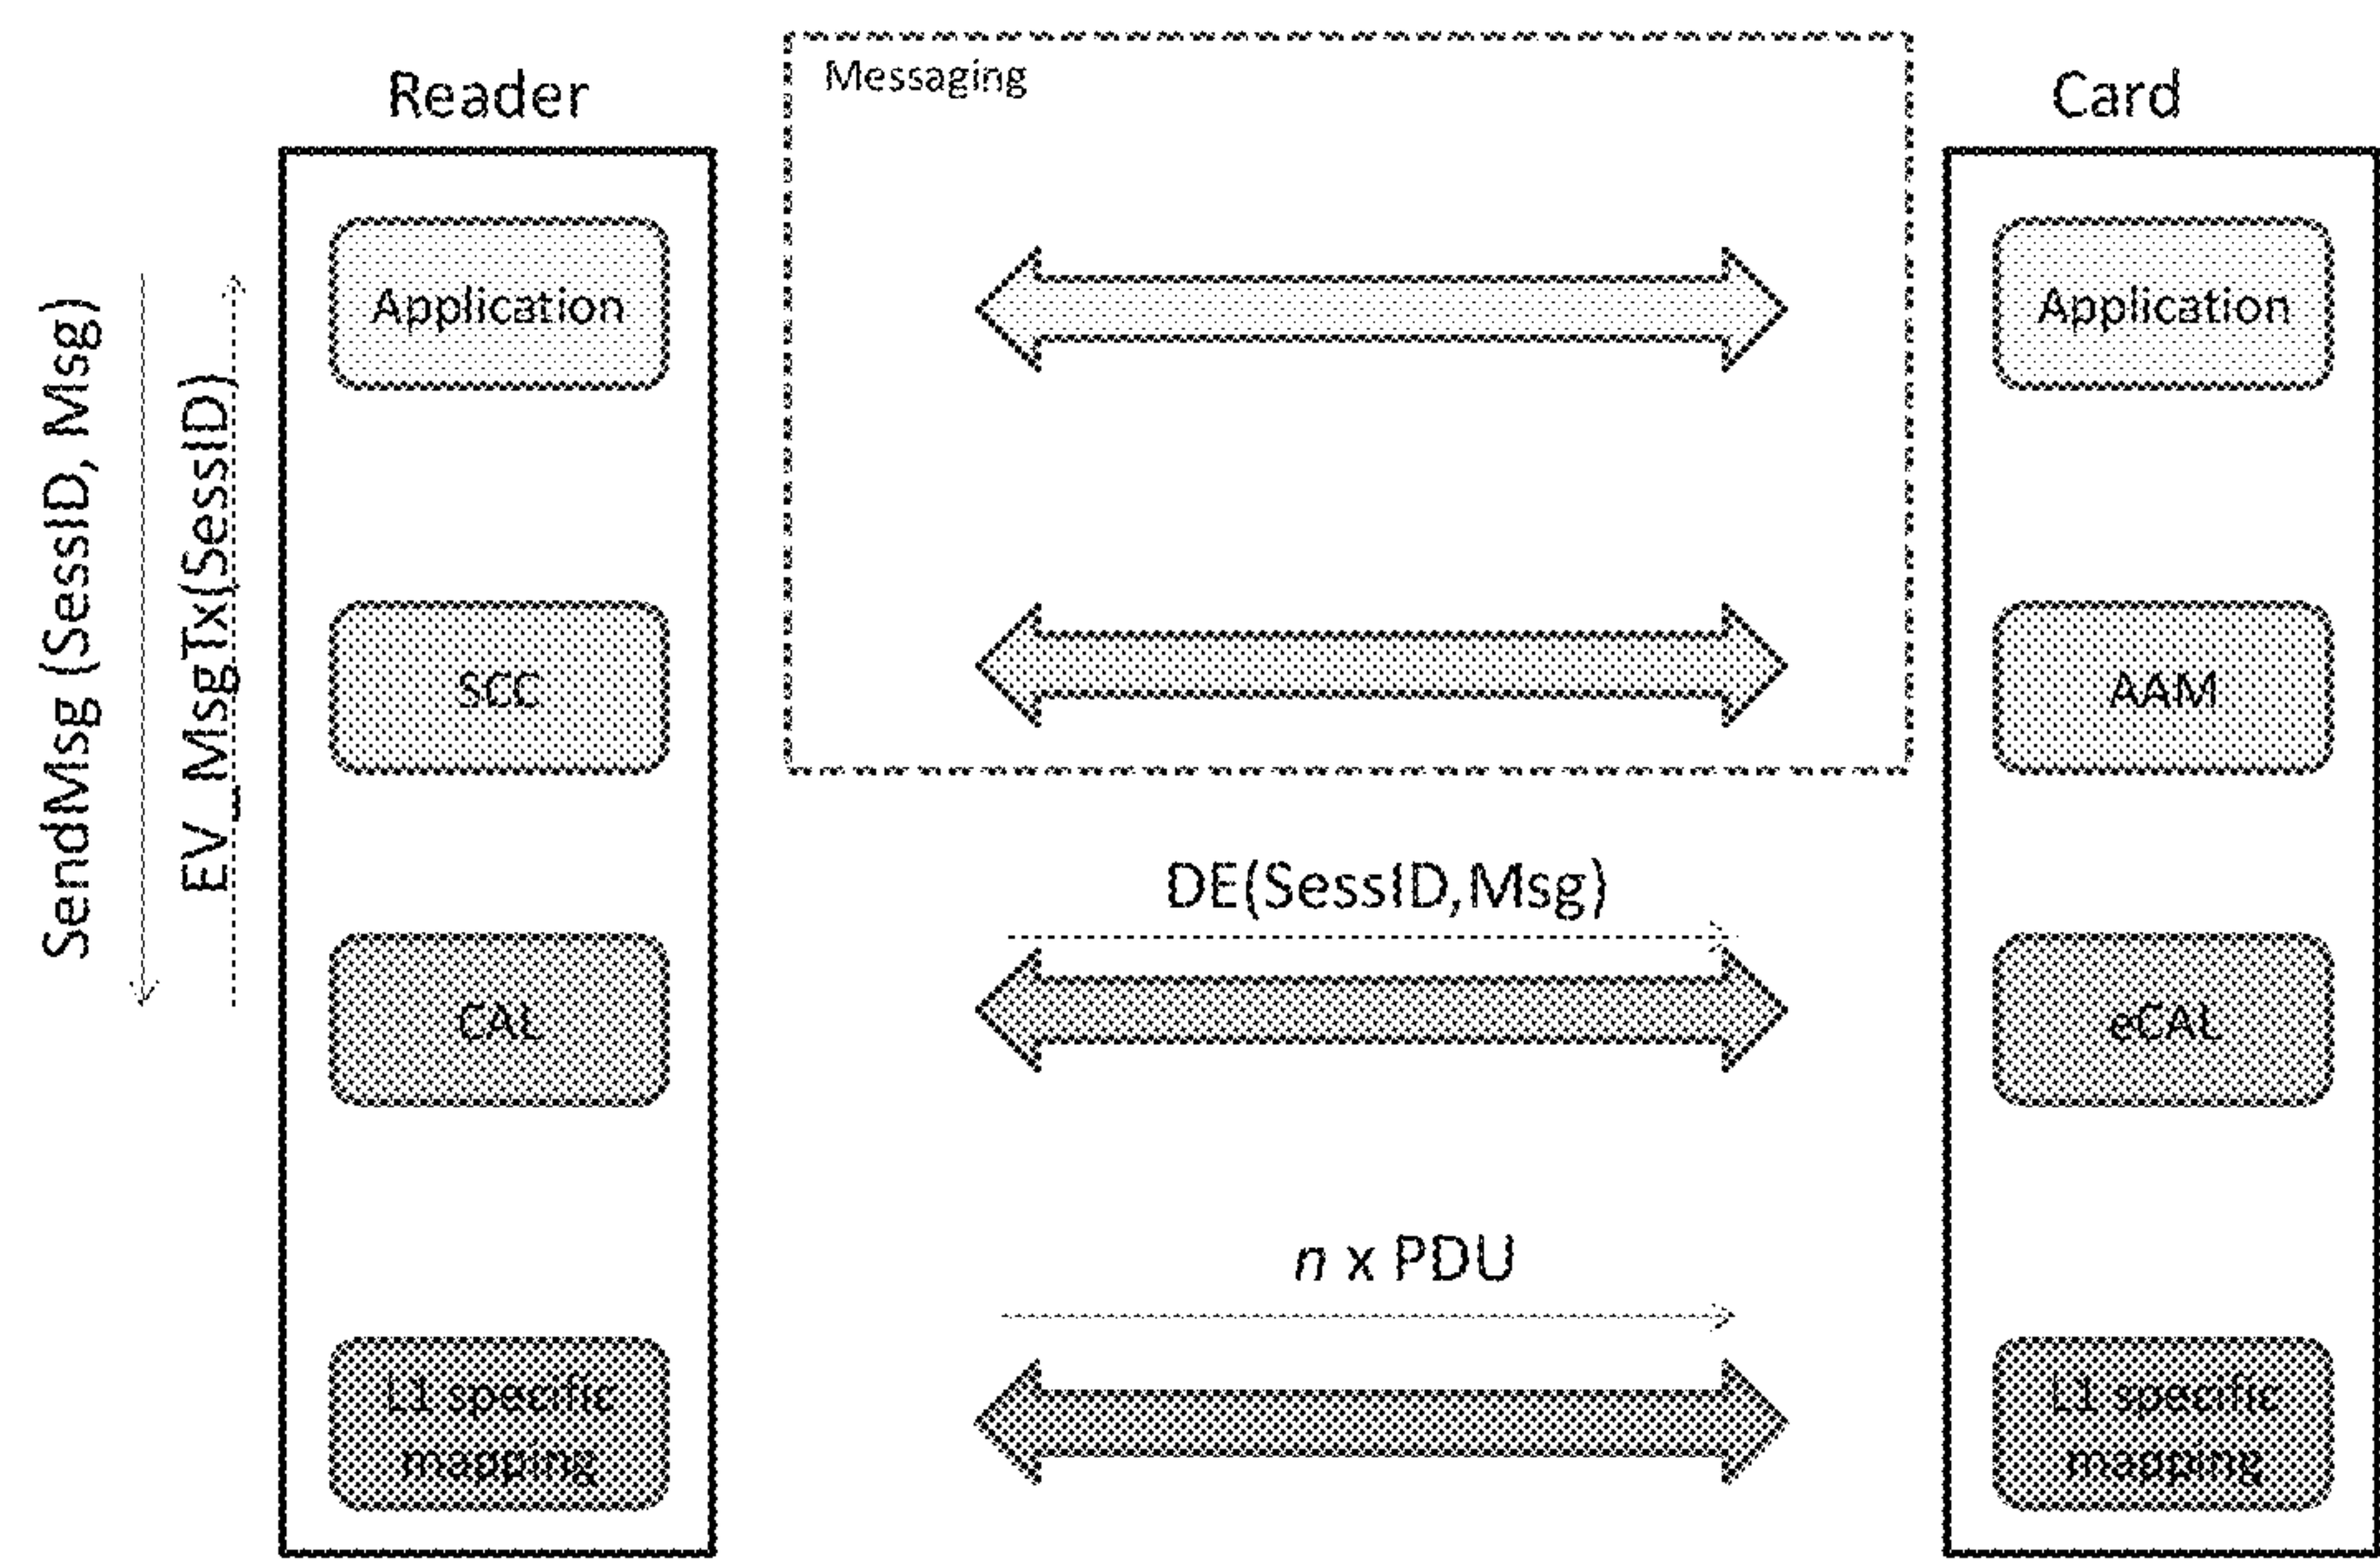 Reader
Messaging
Card
SendMsg (SessID, Msg)
EV_MsgTx(SessID)
Application
Application
SCC
AAM
DE(SessID,Msg)
CAL
eCAL
n x PDU
L1 specific
mapping
L1 specific
mapping